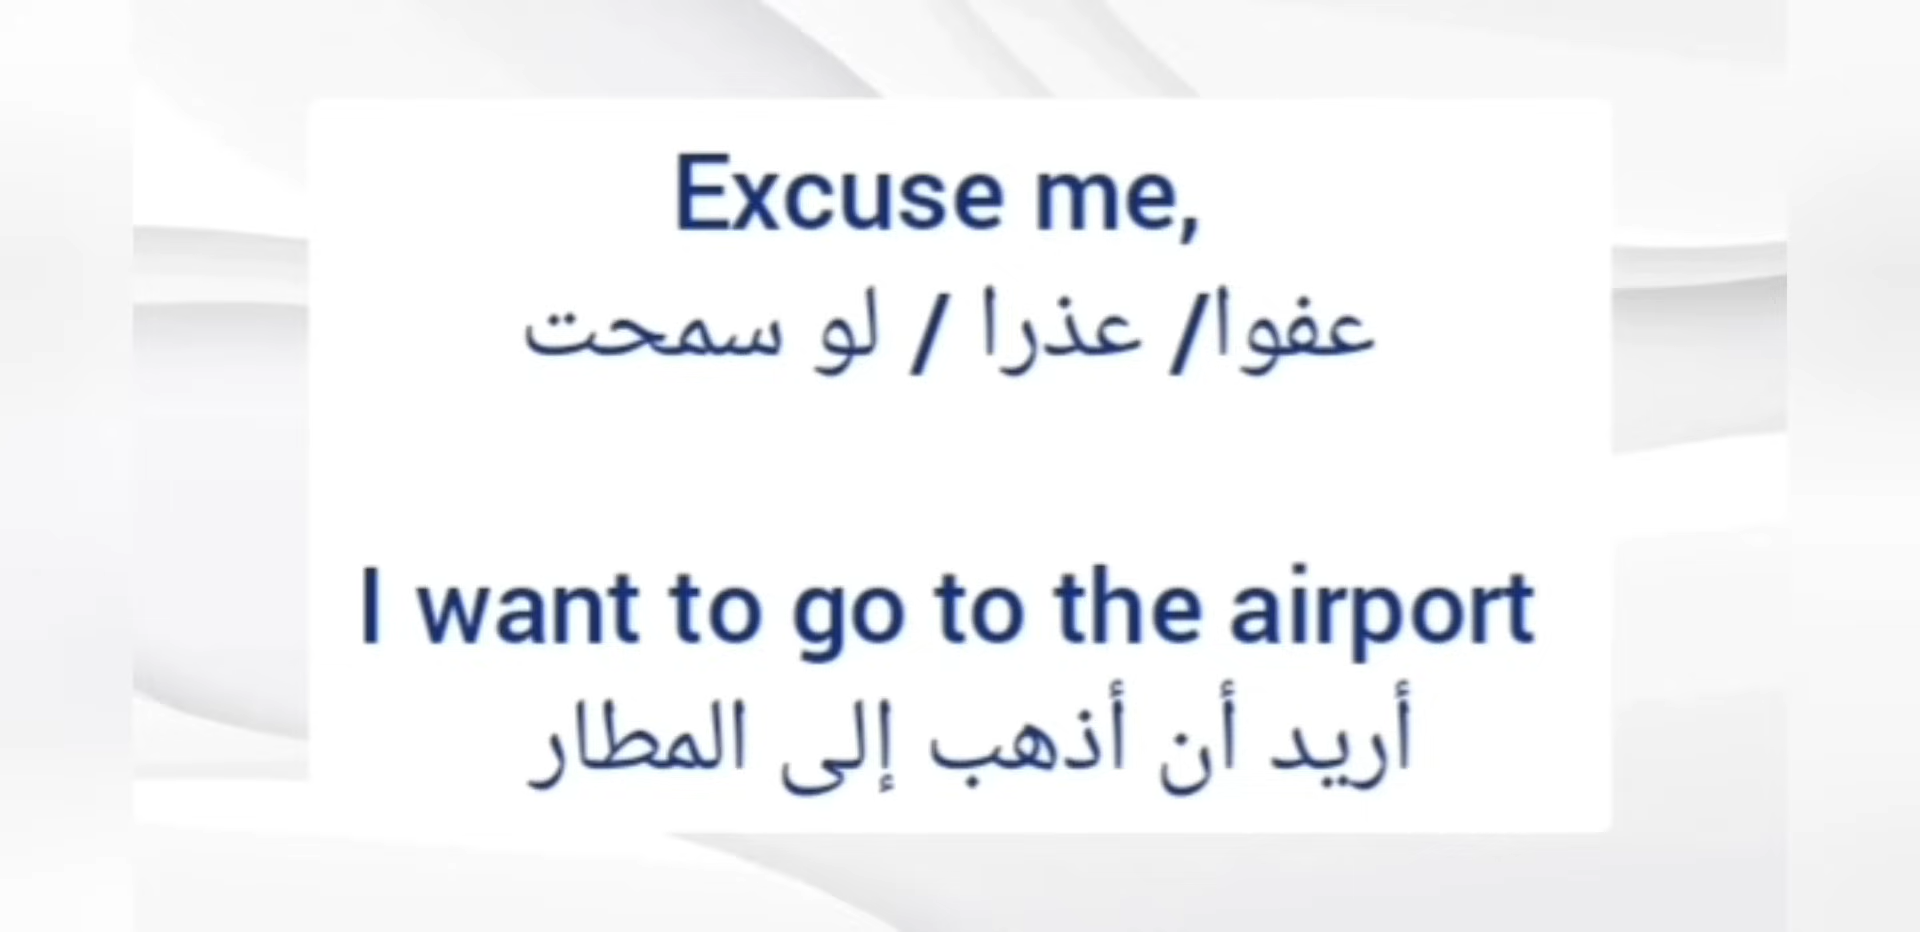 Excuse me,
عفوا/ عذرا / لو سمحت
I want to go to the airport
أريد أن أذهب إلى المطار